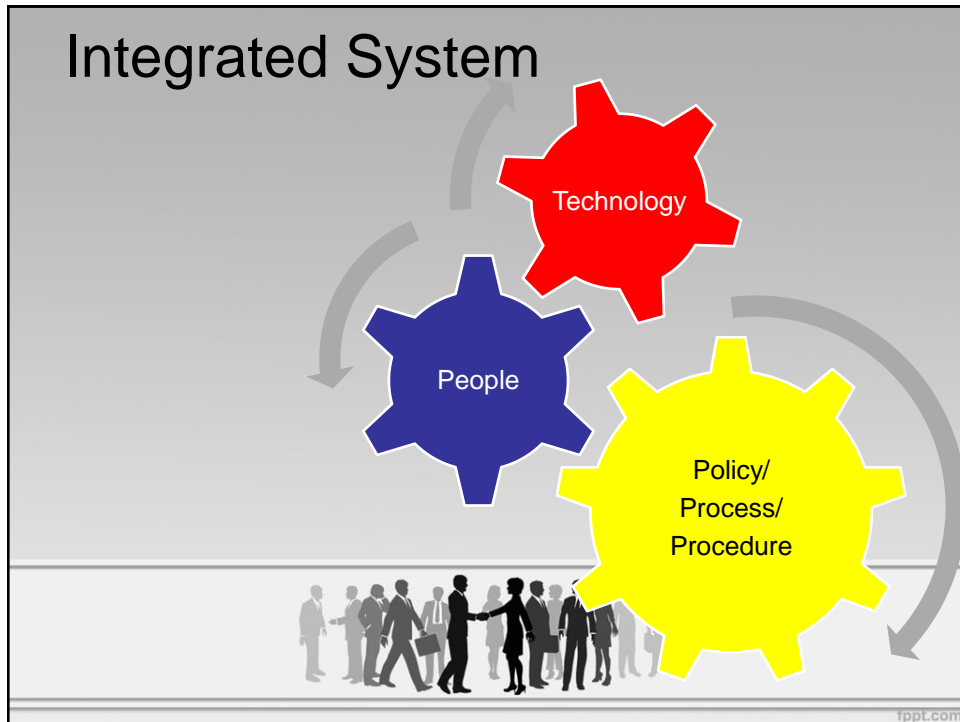 Integrated System
Technology
People
Policy/
Process/
Procedure
fppt.com